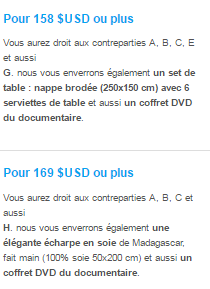 Pour 158 $USD ou plus
Vous aurez droit aux contreparties A, B, C, E
et aussi
G. nous vous enverrons également un set de
table : nappe brodée (250x150 cm) avec 6
serviettes de table et aussi un coffret DVD
du documentaire.
Pour 169 $USD ou plus
Vous aurez droit aux contreparties A, B, C et
aussi
H. nous vous enverrons également une
élégante écharpe en soie de Madagascar,
fait main (100% soie 50x200 cm) et aussi un
coffret DVD du documentaire.